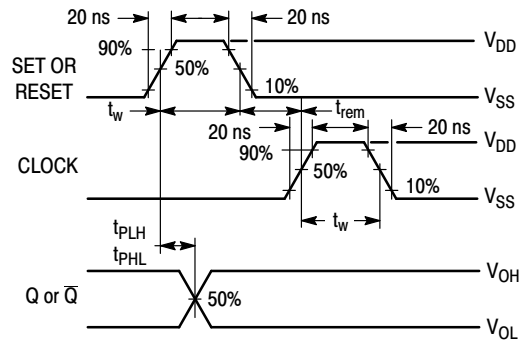 20 ns
20 ns
V_DD
90%
SET OR
RESET
50%
10%
V_SS
t_w
t_rem
20 ns
20 ns
V_DD
90%
CLOCK
50%
10%
V_SS
t_w
t_PLH
t_PHL
V_OH
Q or Q̅
50%
V_OL